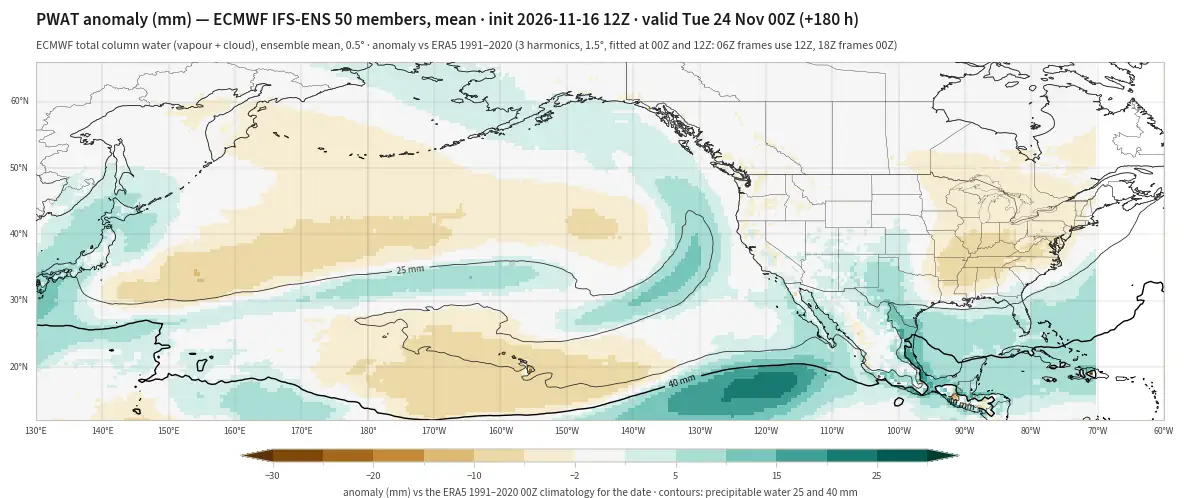 PWAT anomaly (mm) — ECMWF IFS-ENS 50 members, mean · init 2026-11-16 12Z · valid Tue 24 Nov 00Z (+180 h)
ECMWF total column water (vapour + cloud), ensemble mean, 0.5° · anomaly vs ERA5 1991–2020 (3 harmonics, 1.5°, fitted at 00Z and 12Z: 06Z frames use 12Z, 18Z frames 00Z)
60°N
50°N
40°N
30°N
20°N
25 mm
40 mm
130°E 140°E 150°E 160°E 170°E 180° 170°W 160°W 150°W 140°W 130°W 120°W 110°W 100°W 90°W 80°W 70°W 60°W
−30 −20 −10 −2 5 15 25
anomaly (mm) vs the ERA5 1991–2020 00Z climatology for the date · contours: precipitable water 25 and 40 mm